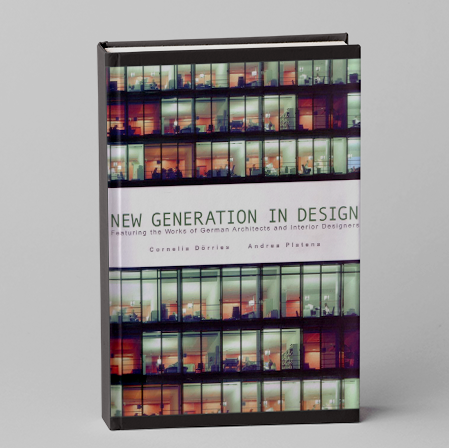 NEW GENERATION IN DESIGN
Featuring the Works of German Architects and Interior Designers
Cornelia Dörries Andrea Platena